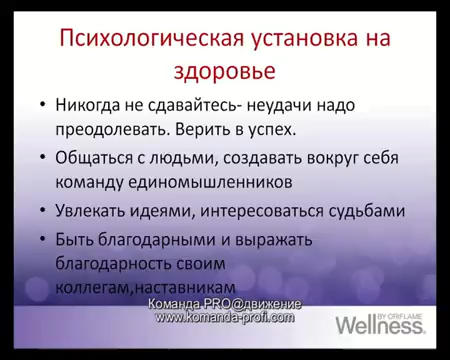 Психологическая установка на
здоровье
• Никогда не сдавайтесь- неудачи надо
преодолевать. Верить в успех.
• Общаться с людьми, создавать вокруг себя
команду единомышленников
• Увлекать идеями, интересоваться судьбами
• Быть благодарными и выражать
благодарность своим
коллегам,наставникам
Команда PRO@движение
www.komanda-profi.com
BY ORIFLAME
Wellness